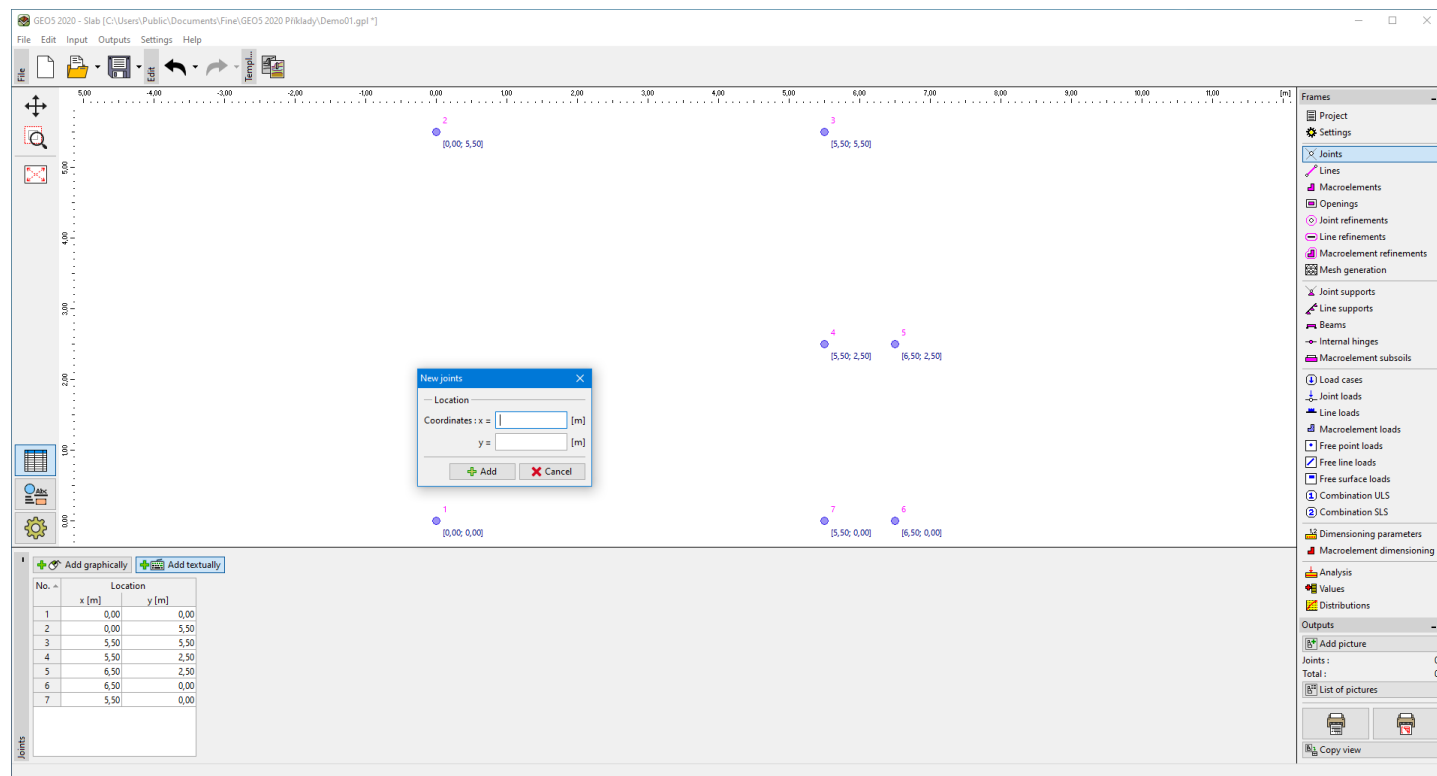 GEO5 2020 - Slab [C:\Users\Public\Documents\Fine\GEO5 2020 Příklady\Demo01.gpl *]
File Edit Input Outputs Settings Help
File
Edit
Templ...
5,00 -4,00 -3,00 -2,00 -1,00 0,00 1,00 2,00 3,00 4,00 5,00 6,00 7,00 8,00 9,00 10,00 11,00 [m]
5,00
4,00
3,00
2,00
1,00
0,00
2
[0,00; 5,50]
3
[5,50; 5,50]
4
[5,50; 2,50]
5
[6,50; 2,50]
1
[0,00; 0,00]
7
[5,50; 0,00]
6
[6,50; 0,00]
New joints
Location
Coordinates : x = [m]
y = [m]
Add Cancel
Frames
Project
Settings
Joints
Lines
Macroelements
Openings
Joint refinements
Line refinements
Macroelement refinements
Mesh generation
Joint supports
Line supports
Beams
Internal hinges
Macroelement subsoils
Load cases
Joint loads
Line loads
Macroelement loads
Free point loads
Free line loads
Free surface loads
Combination ULS
Combination SLS
Dimensioning parameters
Macroelement dimensioning
Analysis
Values
Distributions
Outputs
Add picture
Joints :
Total :
List of pictures
Copy view
Add graphically Add textually
No. Location
x [m] y [m]
1 0,00 0,00
2 0,00 5,50
3 5,50 5,50
4 5,50 2,50
5 6,50 2,50
6 6,50 0,00
7 5,50 0,00
Joints